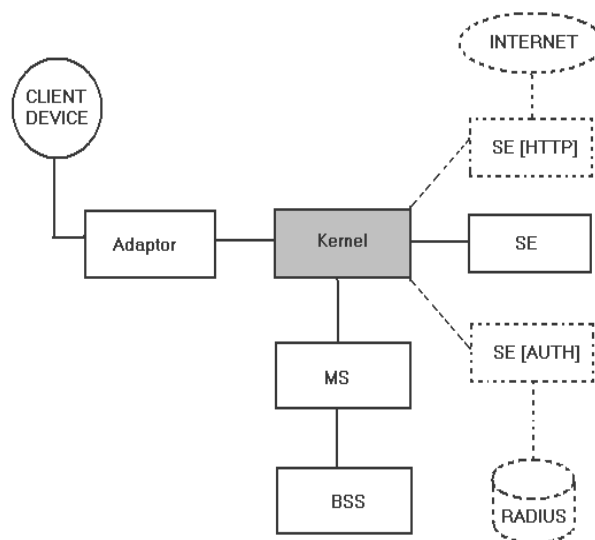 INTERNET
CLIENT
DEVICE
SE [HTTP]
Adaptor
Kernel
SE
MS
SE [AUTH]
BSS
RADIUS